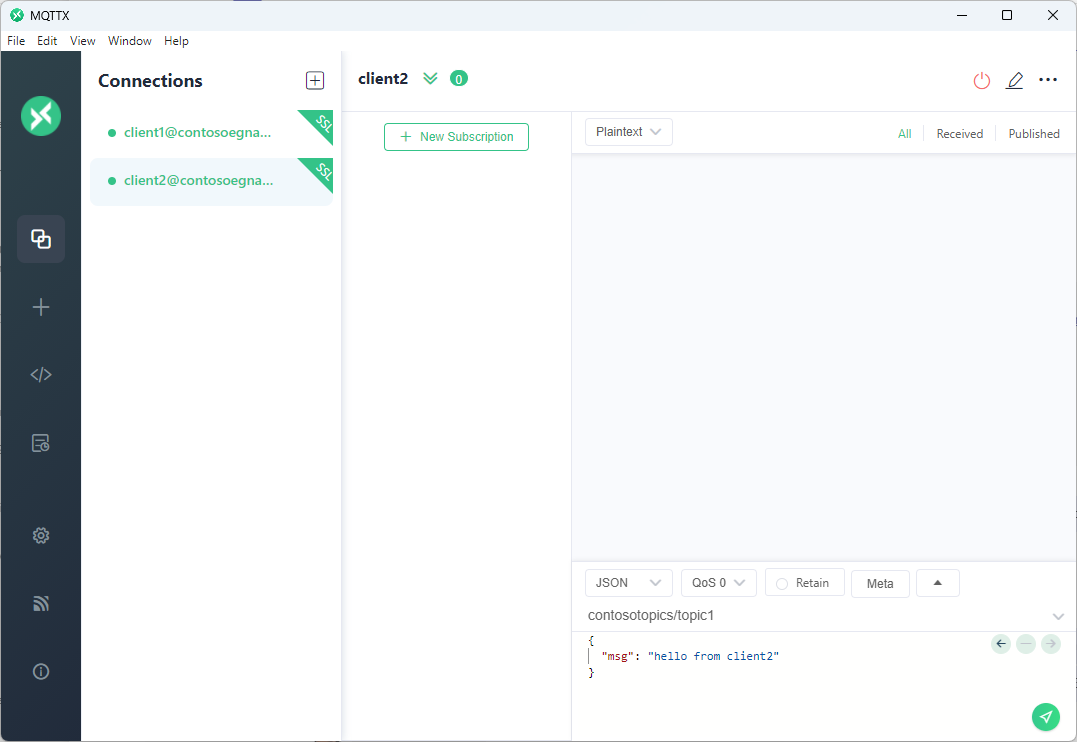 MQTTX
File Edit View Window Help
Connections
client1@contosoegna...
SSL
client2@contosoegna...
SSL
client2 0
New Subscription
Plaintext
All Received Published
JSON QoS 0 Retain Meta
contosotopics/topic1
{
"msg": "hello from client2"
}